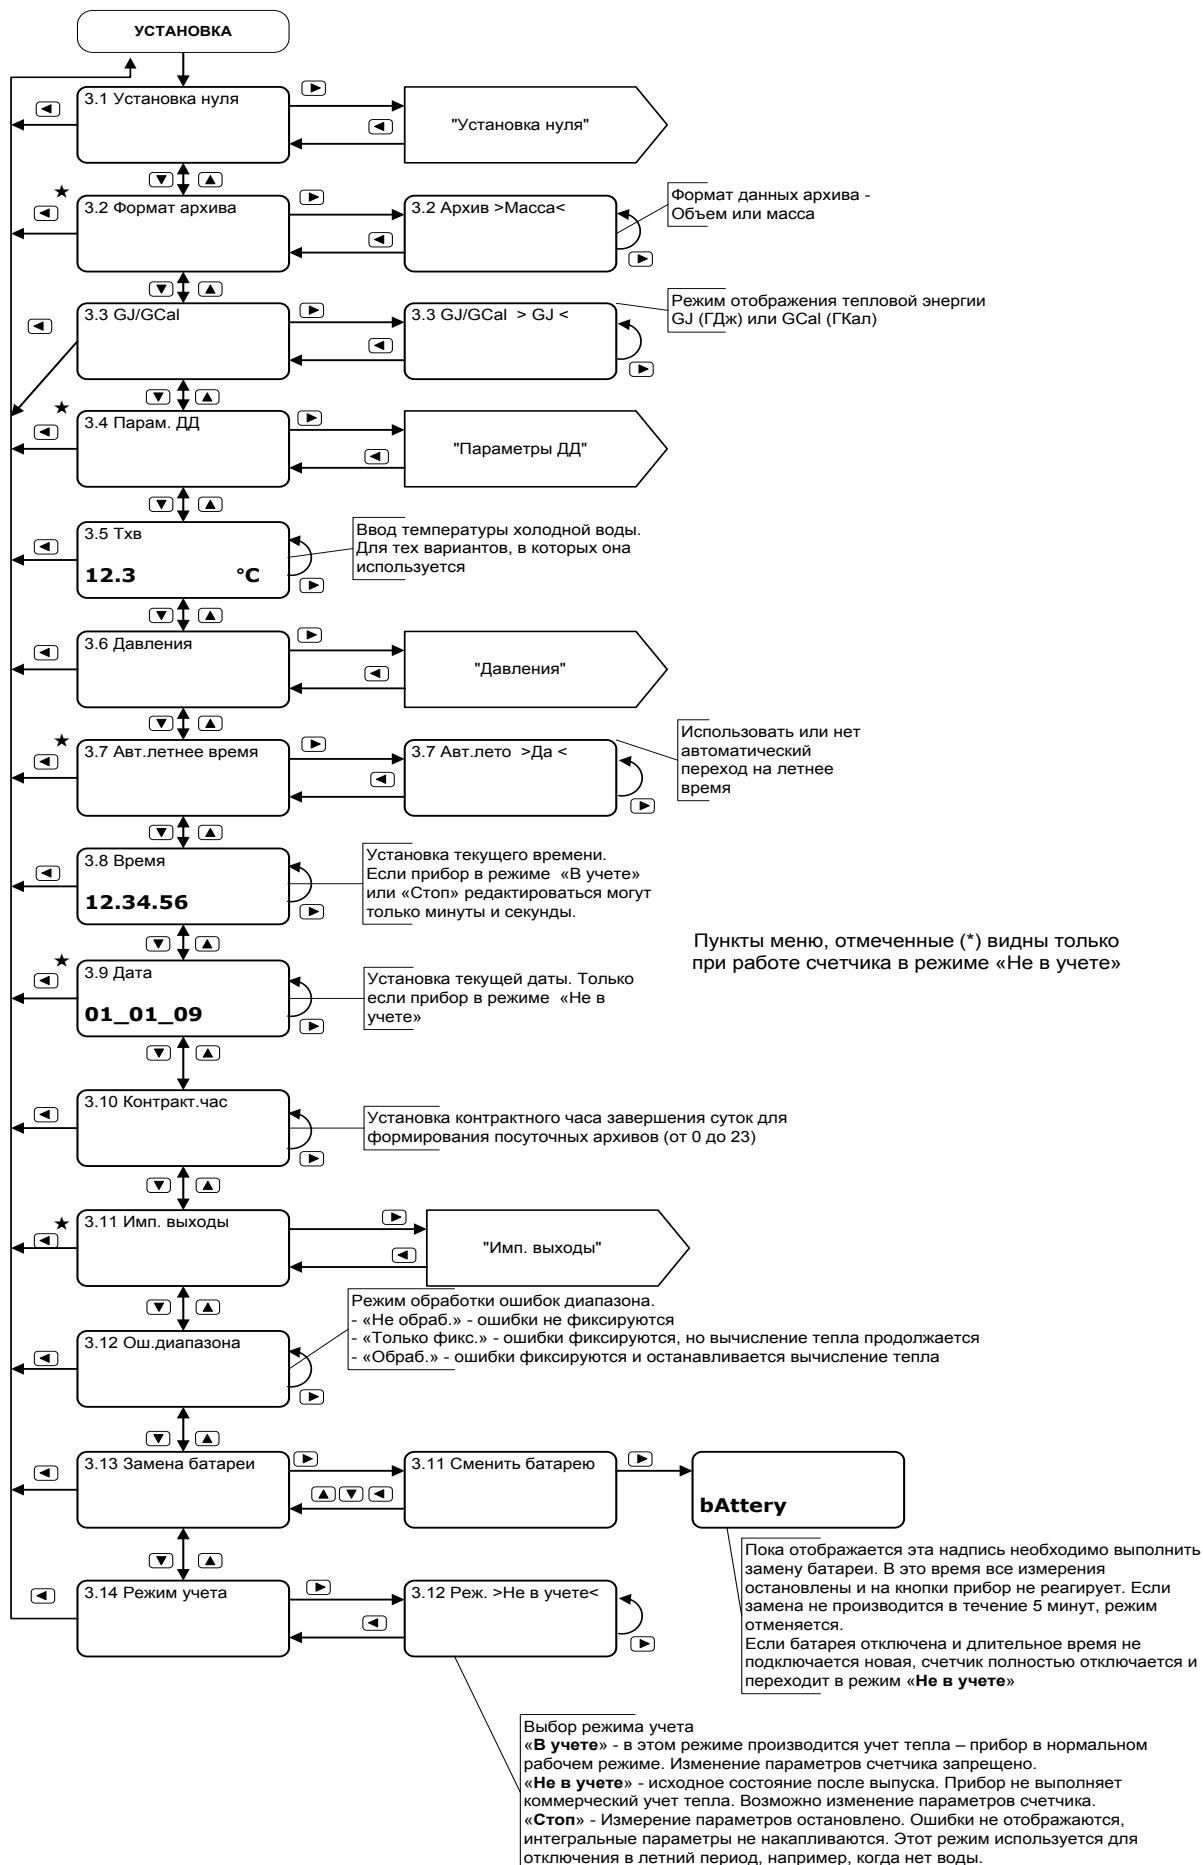 УСТАНОВКА
3.1 Установка нуля
"Установка нуля"
★
3.2 Формат архива
3.2 Архив >Масса<
Формат данных архива -
Объем или масса
3.3 GJ/GCal
3.3 GJ/GCal > GJ <
Режим отображения тепловой энергии
GJ (ГДж) или GCal (ГКал)
★
3.4 Парам. ДД
"Параметры ДД"
3.5 Тхв
12.3 °C
Ввод температуры холодной воды.
Для тех вариантов, в которых она
используется
3.6 Давления
"Давления"
★
3.7 Авт.летнее время
3.7 Авт.лето >Да <
Использовать или нет
автоматический
переход на летнее
время
3.8 Время
12.34.56
Установка текущего времени.
Если прибор в режиме «В учете»
или «Стоп» редактироваться могут
только минуты и секунды.
Пункты меню, отмеченные (*) видны только
при работе счетчика в режиме «Не в учете»
★
3.9 Дата
01_01_09
Установка текущей даты. Только
если прибор в режиме «Не в
учете»
3.10 Контракт.час
Установка контрактного часа завершения суток для
формирования посуточных архивов (от 0 до 23)
★
3.11 Имп. выходы
"Имп. выходы"
3.12 Ош.диапазона
Режим обработки ошибок диапазона.
- «Не обраб.» - ошибки не фиксируются
- «Только фикс.» - ошибки фиксируются, но вычисление тепла продолжается
- «Обраб.» - ошибки фиксируются и останавливается вычисление тепла
3.13 Замена батареи
3.11 Сменить батарею
bAttery
Пока отображается эта надпись необходимо выполнить
замену батареи. В это время все измерения
остановлены и на кнопки прибор не реагирует. Если
замена не производится в течение 5 минут, режим
отменяется.
Если батарея отключена и длительное время не
подключается новая, счетчик полностью отключается и
переходит в режим «Не в учете»
3.14 Режим учета
3.12 Реж. >Не в учете<
Выбор режима учета
«В учете» - в этом режиме производится учет тепла – прибор в нормальном
рабочем режиме. Изменение параметров счетчика запрещено.
«Не в учете» - исходное состояние после выпуска. Прибор не выполняет
коммерческий учет тепла. Возможно изменение параметров счетчика.
«Стоп» - Измерение параметров остановлено. Ошибки не отображаются,
интегральные параметры не накапливаются. Этот режим используется для
отключения в летний период, например, когда нет воды.